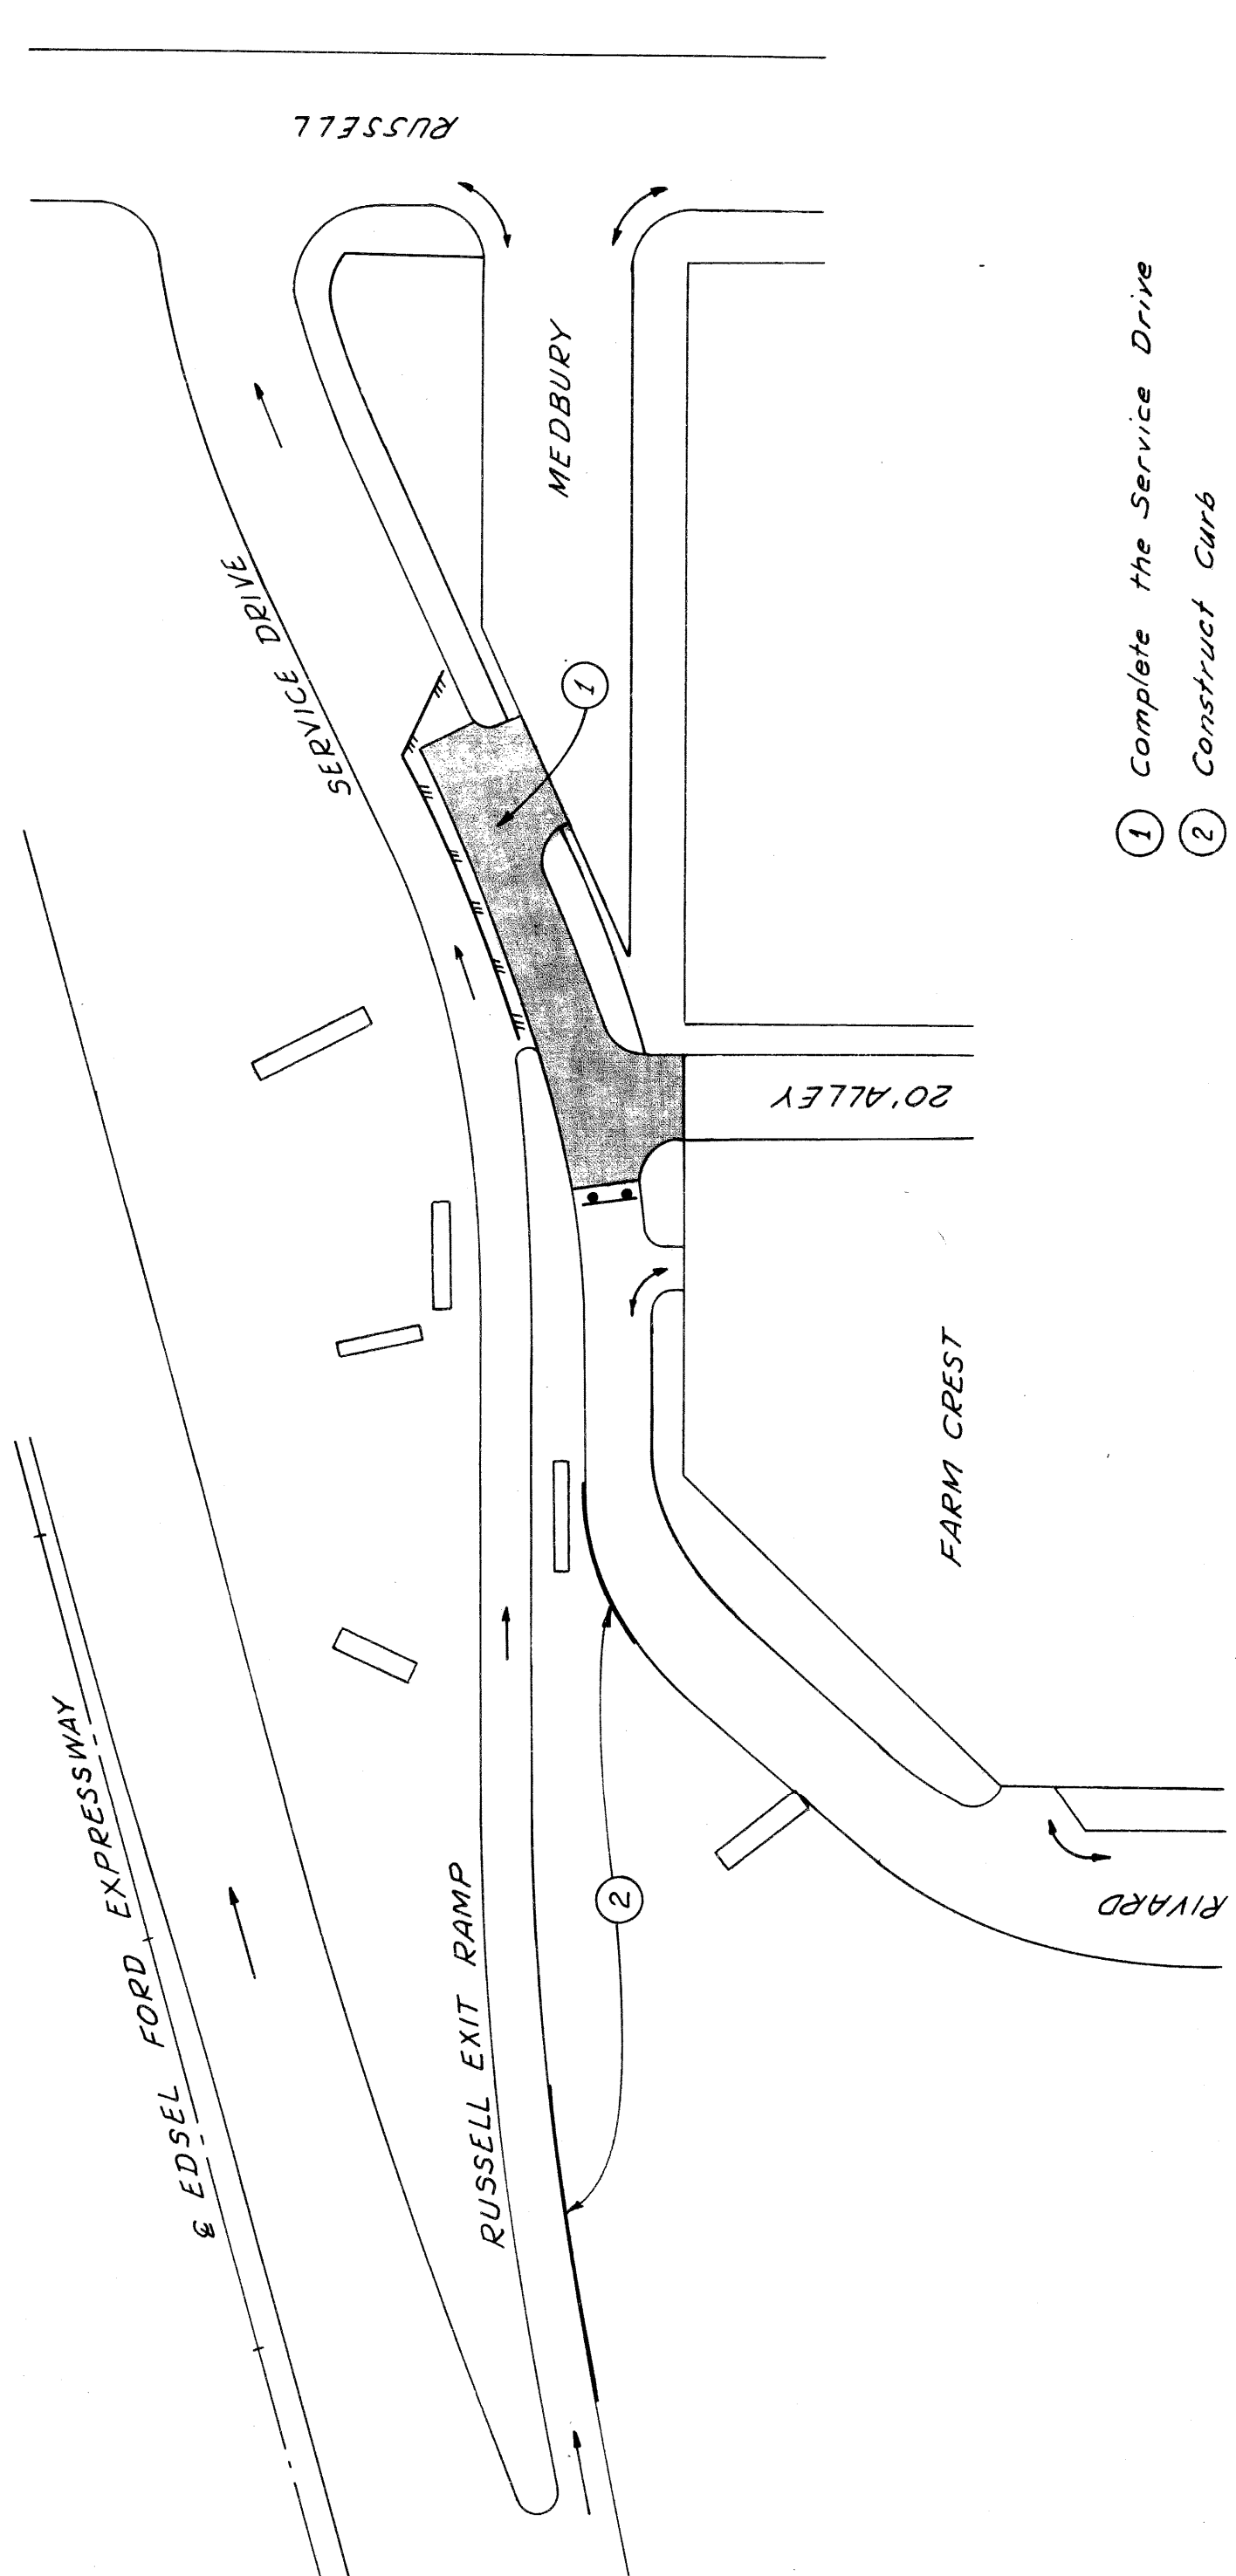 RUSSELL
MEDBURY
SERVICE DRIVE
1
20' ALLEY
FARM CREST
RIVARD
2
RUSSELL EXIT RAMP
℄ EDSEL FORD EXPRESSWAY
1 Complete the Service Drive
2 Construct Curb